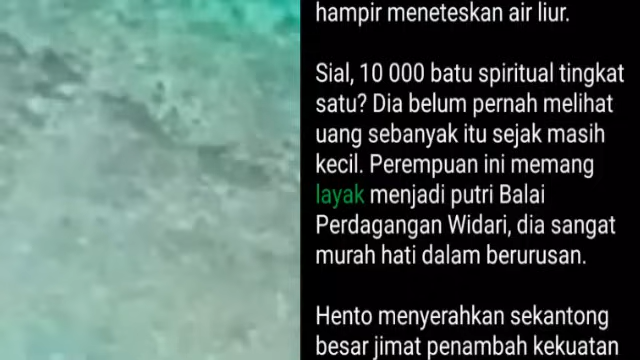 hampir meneteskan air liur.
Sial, 10 000 batu spiritual tingkat
satu? Dia belum pernah melihat
uang sebanyak itu sejak masih
kecil. Perempuan ini memang
layak menjadi putri Balai
Perdagangan Widari, dia sangat
murah hati dalam berurusan.
Hento menyerahkan sekantong
besar jimat penambah kekuatan